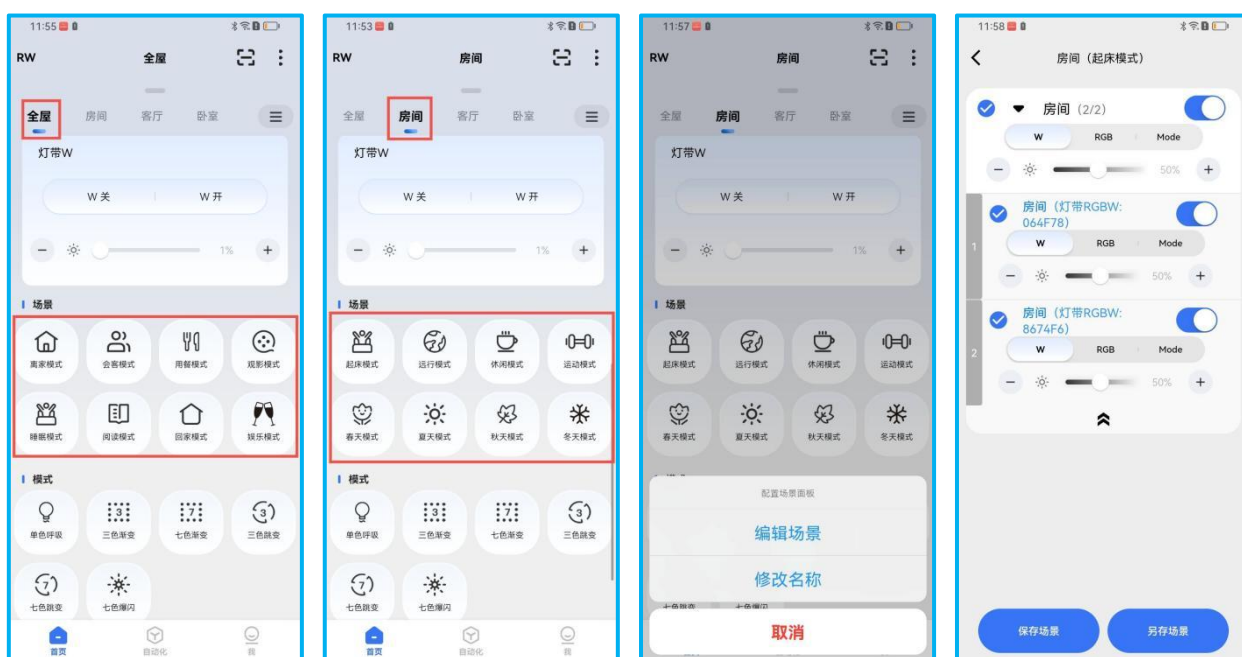 11:55
RW
全屋
全屋 房间 客厅 卧室
灯带W
W 关 W 开
1%
场景
离家模式 会客模式 用餐模式 观影模式
睡眠模式 阅读模式 回家模式 娱乐模式
模式
3 7 3
单色呼吸 三色渐变 七色渐变 三色跳变
7
七色跳变 七色爆闪
首页 自动化 我
11:53
RW
房间
全屋 房间 客厅 卧室
灯带W
W 关 W 开
1%
场景
起床模式 远行模式 休闲模式 运动模式
春天模式 夏天模式 秋天模式 冬天模式
模式
3 7 3
单色呼吸 三色渐变 七色渐变 三色跳变
7
七色跳变 七色爆闪
首页 自动化 我
11:57
RW
房间
全屋 房间 客厅 卧室
灯带W
W 关 W 开
1%
场景
起床模式 远行模式 休闲模式 运动模式
春天模式 夏天模式 秋天模式 冬天模式
配置场景面板
编辑场景
修改名称
取消
11:58
房间（起床模式）
房间（2/2）
W RGB Mode
50%
1
房间（灯带RGBW:
064F78)
W RGB Mode
50%
2
房间（灯带RGBW:
8674F6)
W RGB Mode
50%
保存场景 另存场景